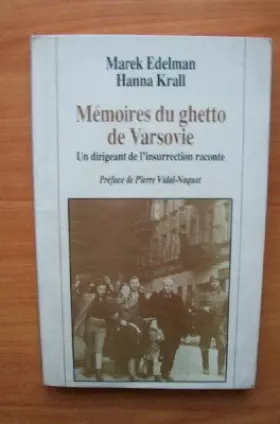 Marek Edelman
Hanna Krall
Mémoires du ghetto
de Varsovie
Un dirigeant de l'insurrection raconte
Préface de Pierre Vidal-Naquet